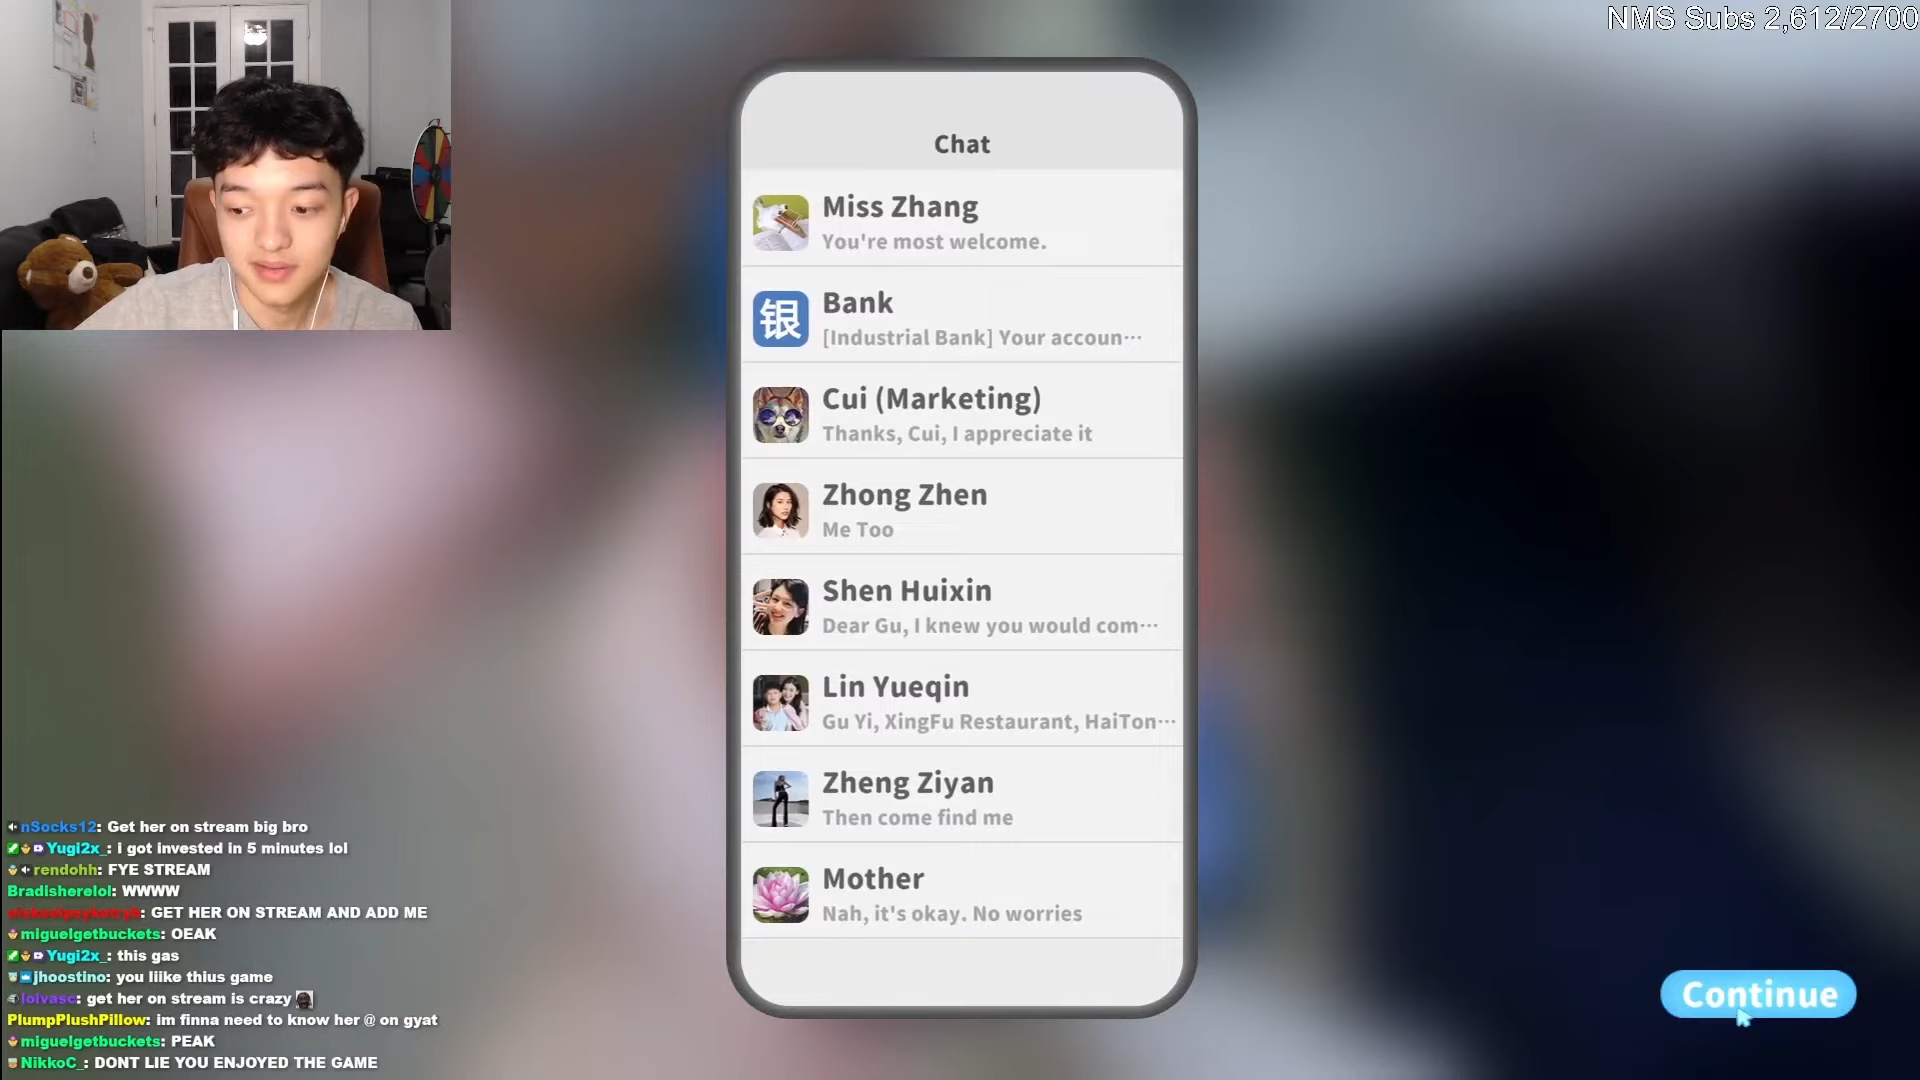 NMS Subs 2,612/2700
Chat
Miss Zhang
You're most welcome.
银
Bank
[Industrial Bank] Your accoun···
Cui (Marketing)
Thanks, Cui, I appreciate it
Zhong Zhen
Me Too
Shen Huixin
Dear Gu, I knew you would com···
Lin Yueqin
Gu Yi, XingFu Restaurant, HaiTon···
Zheng Ziyan
Then come find me
Mother
Nah, it's okay. No worries
Continue
nSocks12: Get her on stream big bro
Yugi2x_: i got invested in 5 minutes lol
rendohh: FYE STREAM
Bradisherelol: WWWW
: GET HER ON STREAM AND ADD ME
miguelgetbuckets: OEAK
Yugi2x_: this gas
jhoostino: you liike thius game
lolvasc: get her on stream is crazy
PlumpPlushPillow: im finna need to know her @ on gyat
miguelgetbuckets: PEAK
NikkoC_: DONT LIE YOU ENJOYED THE GAME